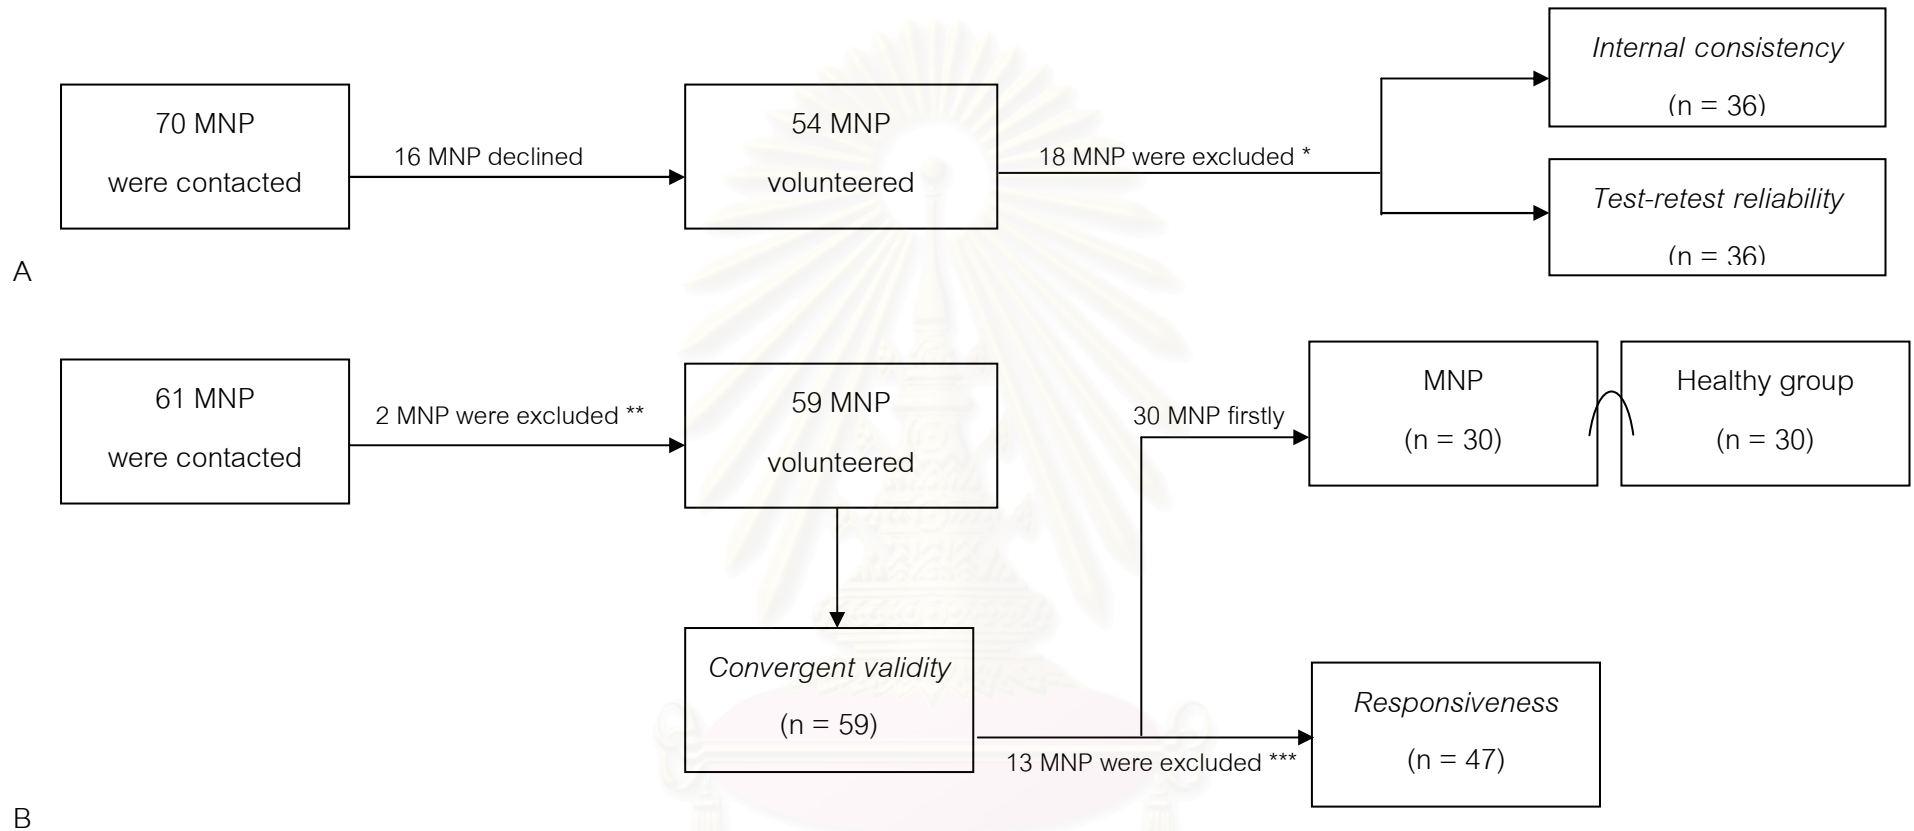 70 MNP
were contacted
16 MNP declined
54 MNP
volunteered
18 MNP were excluded *
Internal consistency
(n = 36)
Test-retest reliability
(n = 36)
A
61 MNP
were contacted
2 MNP were excluded **
59 MNP
volunteered
30 MNP firstly
MNP
(n = 30)
Healthy group
(n = 30)
Convergent validity
(n = 59)
13 MNP were excluded ***
Responsiveness
(n = 47)
B